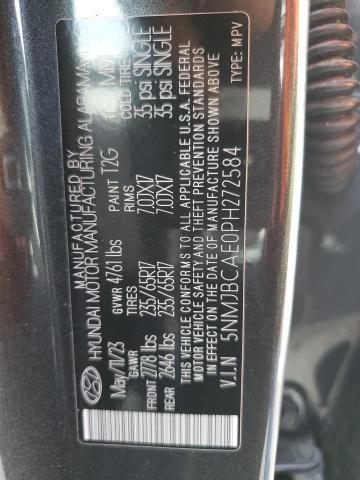 MANUFACTURED BY
HYUNDAI MOTOR MANUFACTURING ALABAMA, LLC
May/17/23 GVWR 4761 lbs PAINT T2G
GAWR TIRES RIMS COLD TIRE
FRONT 2778 lbs 235/65R17 7.0JX17 35 psi SINGLE
2646 lbs 235/65R17 7.0JX17 35 psi SINGLE
THIS VEHICLE CONFORMS TO ALL APPLICABLE U.S.A. FEDERAL
MOTOR VEHICLE SAFETY AND THEFT PREVENTION STANDARDS
IN EFFECT ON THE DATE OF MANUFACTURE SHOWN ABOVE.
V.I.N 5NMJBCAE0PH272584 TYPE: MPV